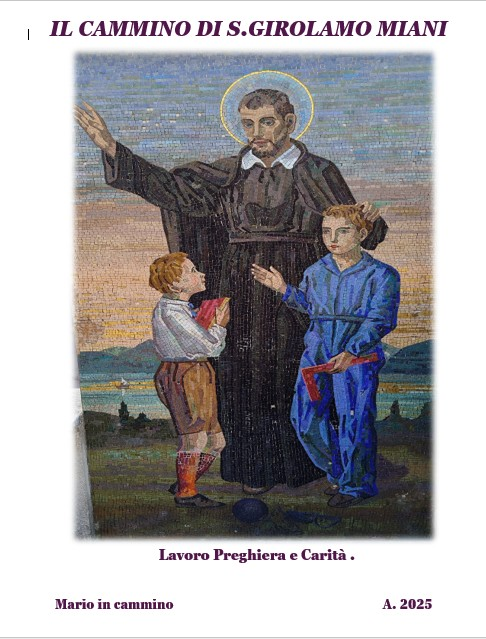 IL CAMMINO DI S.GIROLAMO MIANI
Lavoro Preghiera e Carità .
Mario in cammino A. 2025